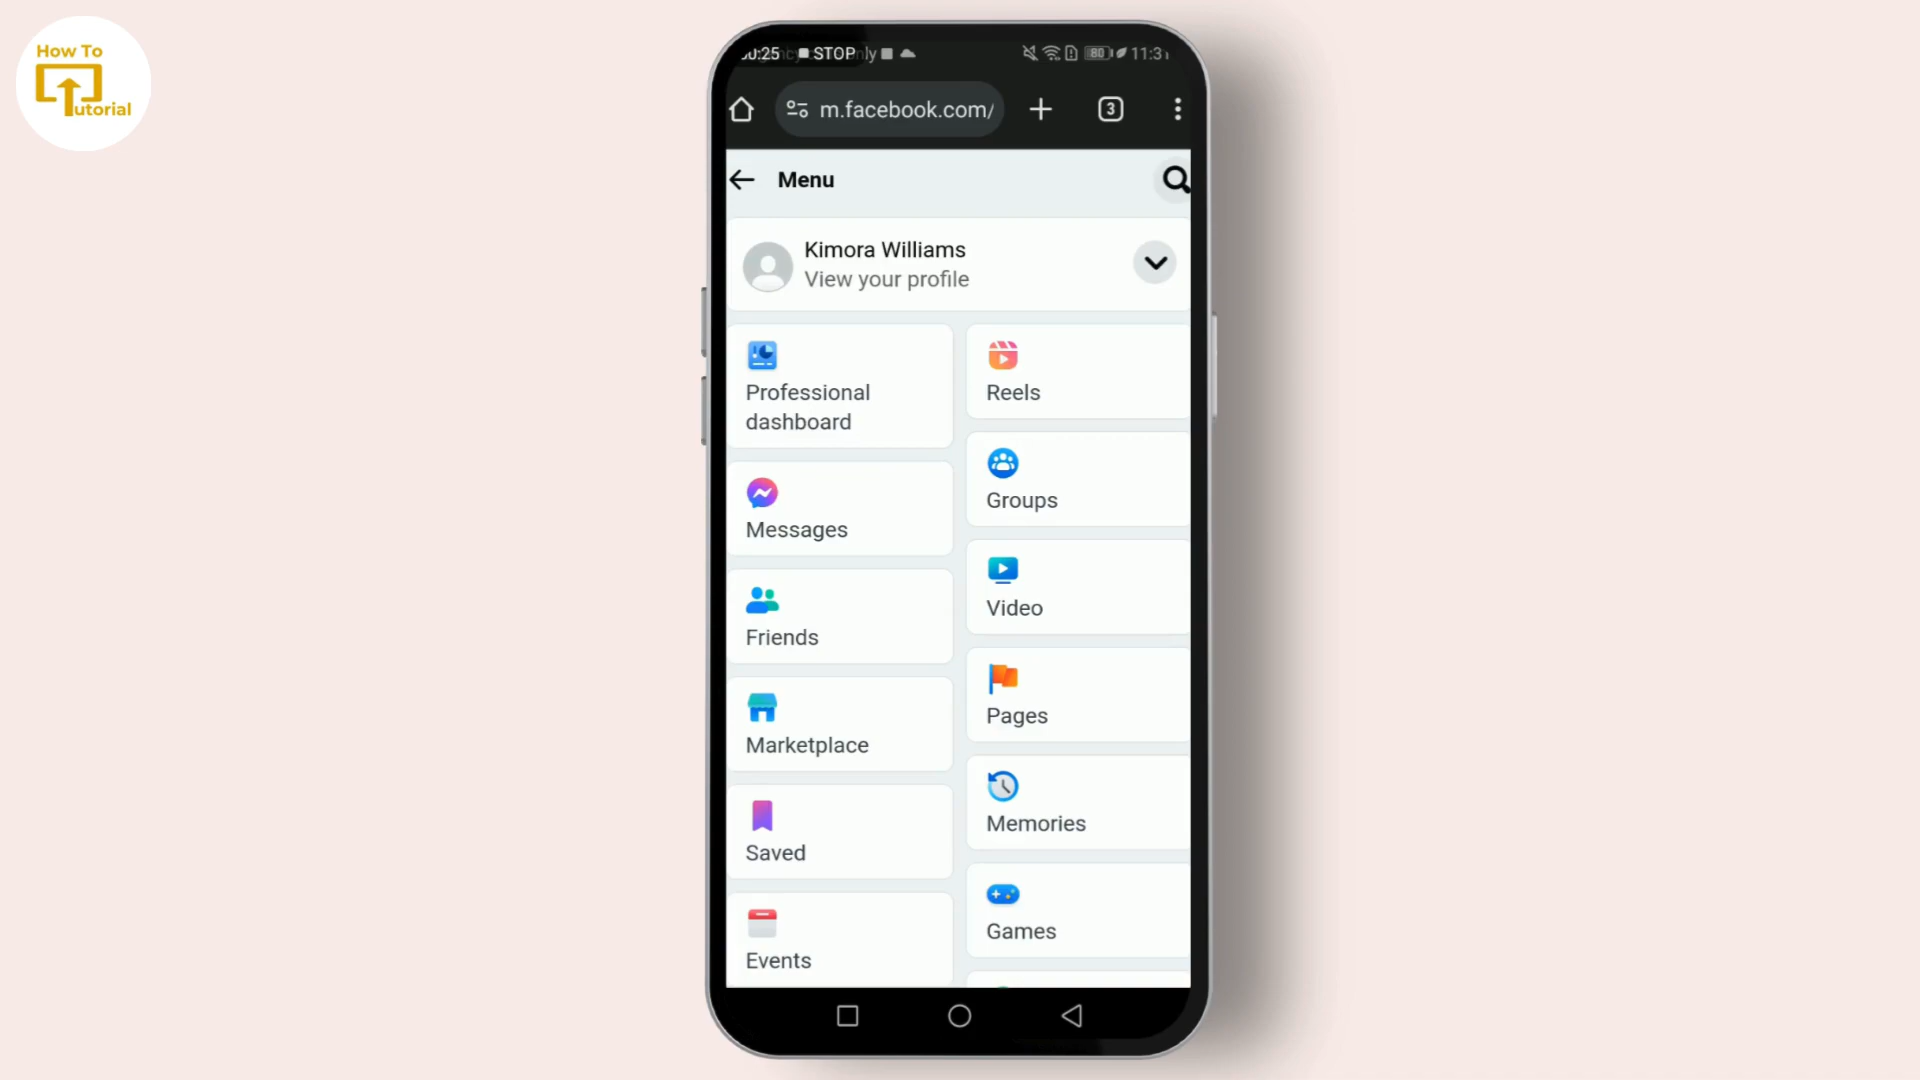 How To
utorial
STOP
80
m.facebook.com/
3
Menu
Kimora Williams
View your profile
Professional
dashboard
Reels
Messages
Groups
Friends
Video
Marketplace
Pages
Saved
Memories
Events
Games